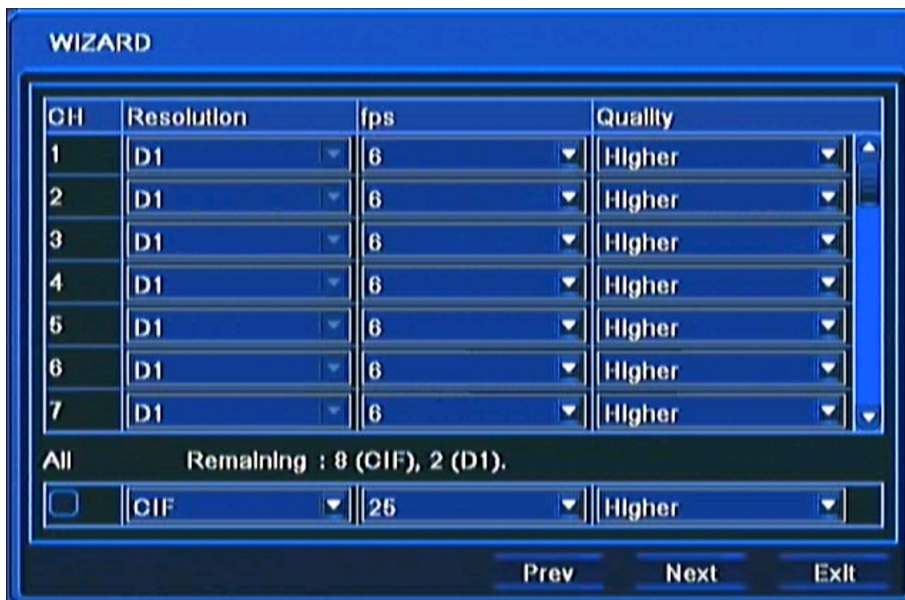 WIZARD
CH Resolution fps Quality
1 D1 6 Higher
2 D1 6 Higher
3 D1 6 Higher
4 D1 6 Higher
5 D1 6 Higher
6 D1 6 Higher
7 D1 6 Higher
All Remaining : 8 (CIF), 2 (D1).
CIF 25 Higher
Prev Next Exit